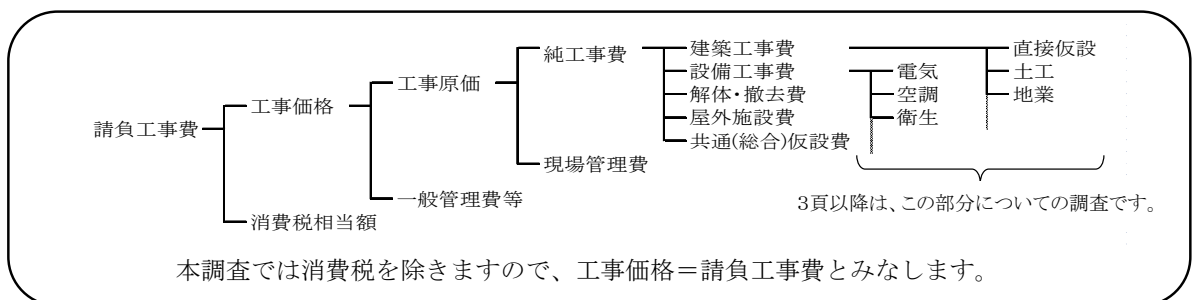 純工事費 建築工事費 直接仮設
工事原価 設備工事費 電気 土工
工事価格 解体・撤去費 空調 地業
請負工事費 屋外施設費 衛生
共通(総合)仮設費
現場管理費
一般管理費等
3頁以降は、この部分についての調査です。
消費税相当額
本調査では消費税を除きますので、工事価格＝請負工事費とみなします。